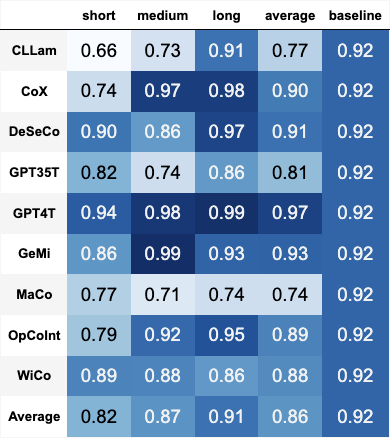 short medium long average baseline
CLLam 0.66 0.73 0.91 0.77 0.92
CoX 0.74 0.97 0.98 0.90 0.92
DeSeCo 0.90 0.86 0.97 0.91 0.92
GPT35T 0.82 0.74 0.86 0.81 0.92
GPT4T 0.94 0.98 0.99 0.97 0.92
GeMi 0.86 0.99 0.93 0.93 0.92
MaCo 0.77 0.71 0.74 0.74 0.92
OpCoInt 0.79 0.92 0.95 0.89 0.92
WiCo 0.89 0.88 0.86 0.88 0.92
Average 0.82 0.87 0.91 0.86 0.92